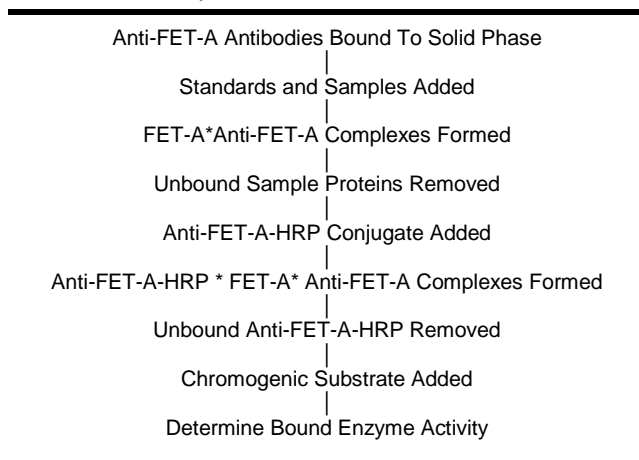 Anti-FET-A Antibodies Bound To Solid Phase
Standards and Samples Added
FET-A*Anti-FET-A Complexes Formed
Unbound Sample Proteins Removed
Anti-FET-A-HRP Conjugate Added
Anti-FET-A-HRP * FET-A* Anti-FET-A Complexes Formed
Unbound Anti-FET-A-HRP Removed
Chromogenic Substrate Added
Determine Bound Enzyme Activity